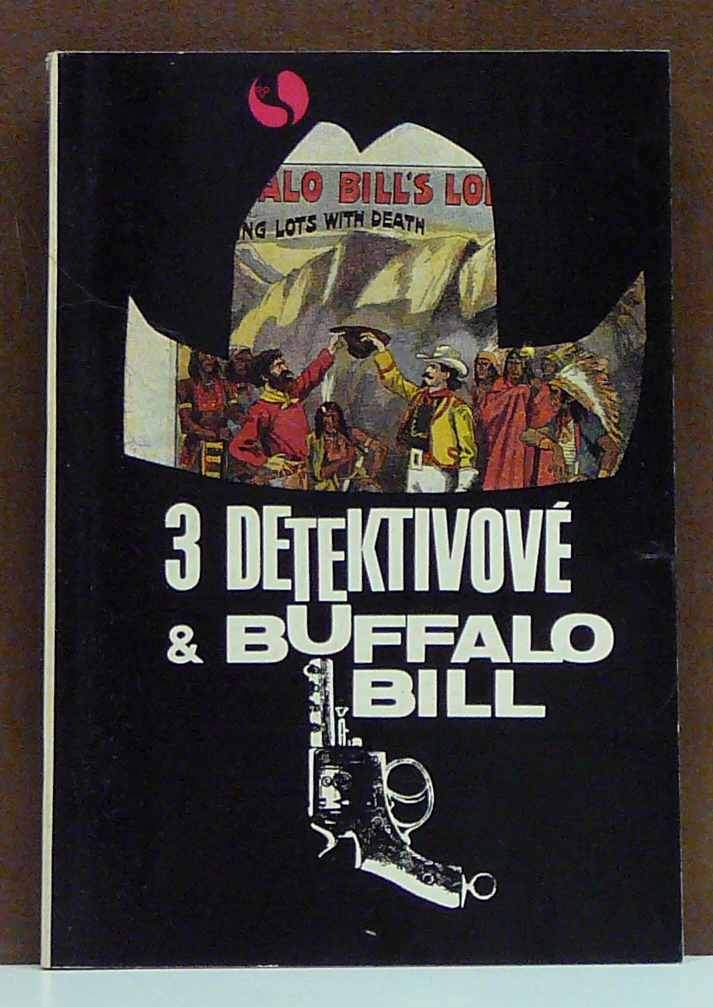 ALO BILL'S LO
NG LOTS WITH DEATH
3 DETEKTIVOVÉ
& BUFFALO
BILL